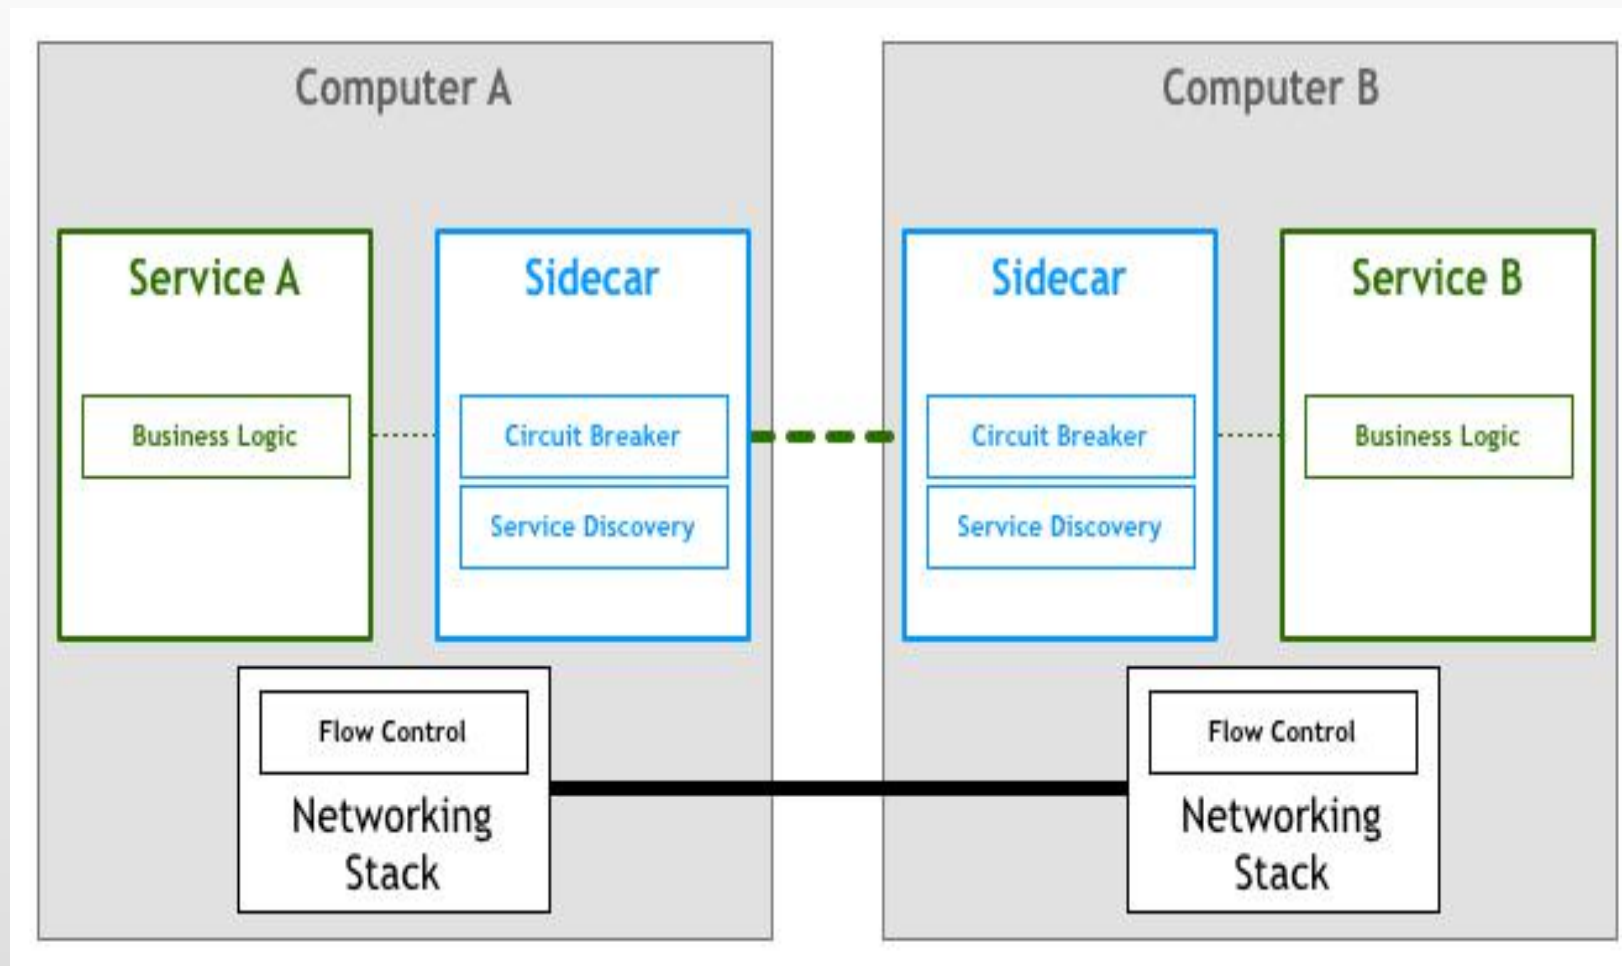 Computer A
Service A
Business Logic
Sidecar
Circuit Breaker
Service Discovery
Flow Control
Networking
Stack
Computer B
Sidecar
Circuit Breaker
Service Discovery
Service B
Business Logic
Flow Control
Networking
Stack